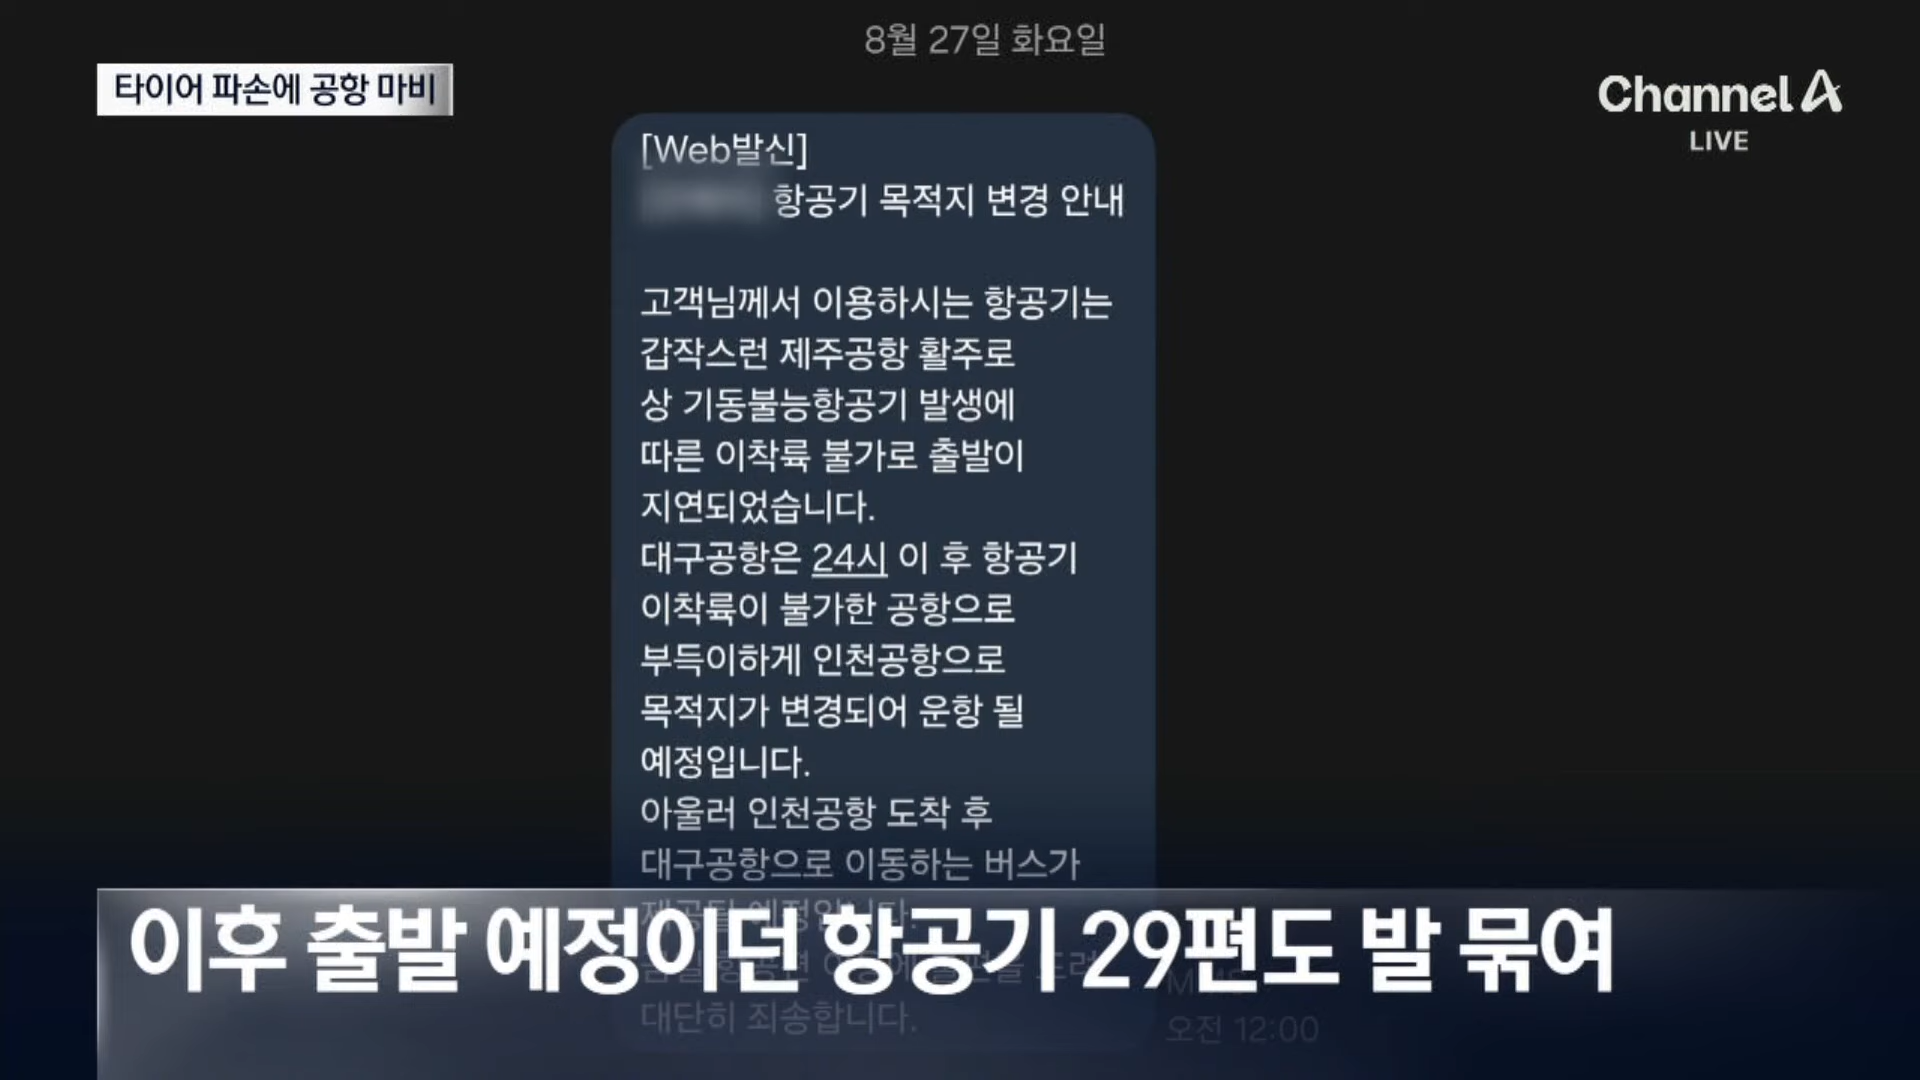 8월 27일 화요일
타이어 파손에 공항 마비
Channel A
LIVE
[Web발신]
항공기 목적지 변경 안내
고객님께서 이용하시는 항공기는
갑작스런 제주공항 활주로
상 기동불능항공기 발생에
따른 이착륙 불가로 출발이
지연되었습니다.
대구공항은 24시 이 후 항공기
이착륙이 불가한 공항으로
부득이하게 인천공항으로
목적지가 변경되어 운항 될
예정입니다.
아울러 인천공항 도착 후
대구공항으로 이동하는 버스가
이후 출발 예정이던 항공기 29편도 발 묶여
대단히 죄송합니다.
오전 12:00